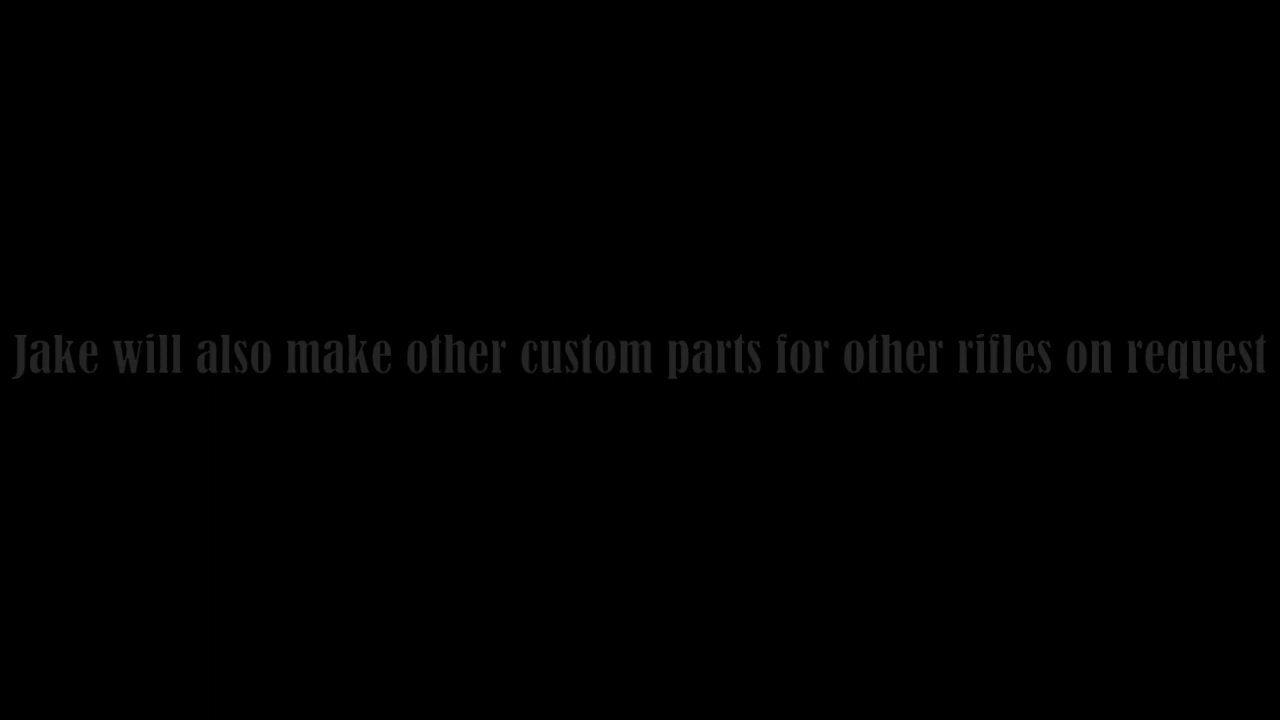 Jake will also make other custom parts for other rifles on request